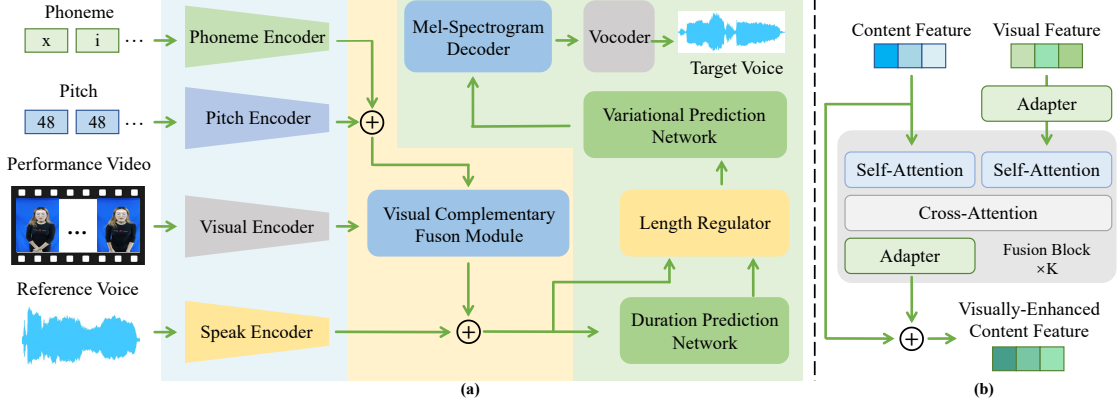 Phoneme
x
i
...
Phoneme Encoder
Pitch
48
48
...
Pitch Encoder
Performance Video
...
Visual Encoder
Reference Voice
Speak Encoder
Visual Complementary
Fuson Module
Mel-Spectrogram
Decoder
Vocoder
Target Voice
Variational Prediction
Network
Length Regulator
Duration Prediction
Network
(a)
Content Feature
Visual Feature
Adapter
Self-Attention
Self-Attention
Cross-Attention
Adapter
Fusion Block
×K
Visually-Enhanced
Content Feature
(b)